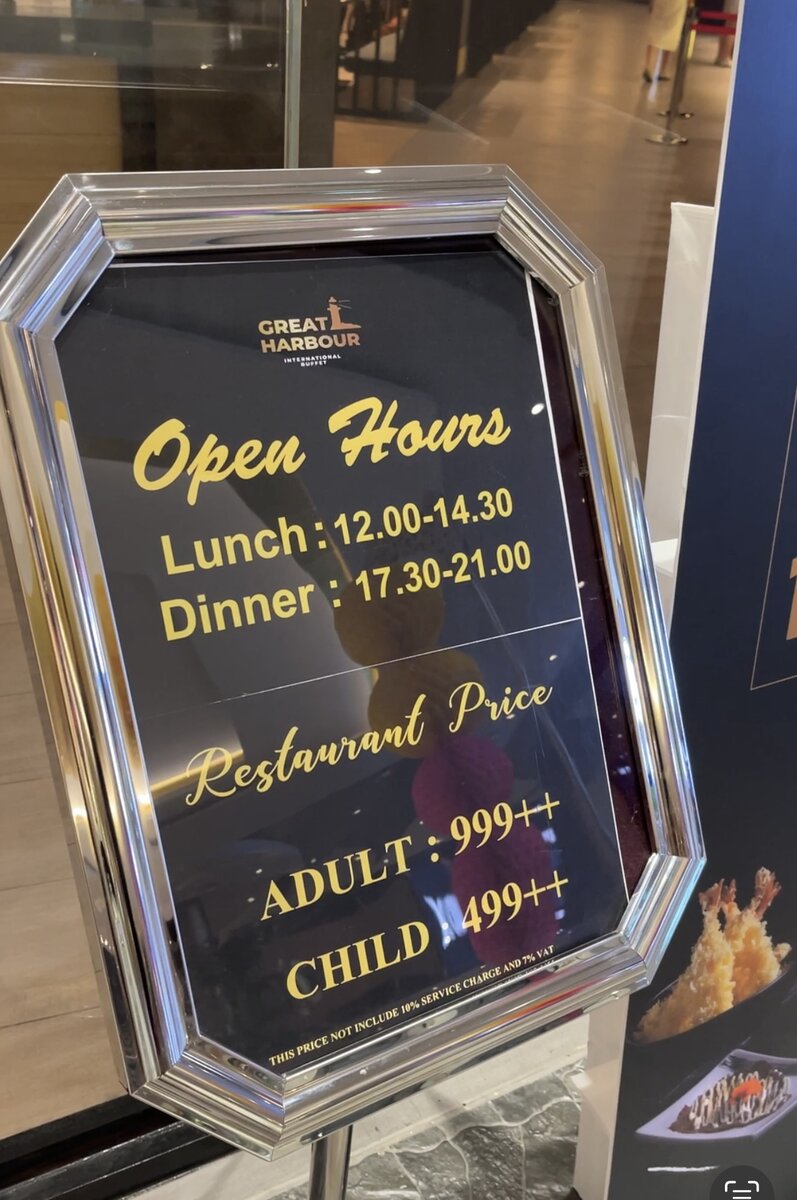 GREAT
HARBOUR
INTERNATIONAL
BUFFET
Open Hours
Lunch : 12.00-14.30
Dinner : 17.30-21.00
Restaurant Price
ADULT : 999++
CHILD 499++
THIS PRICE NOT INCLUDE 10% SERVICE CHARGE AND 7% VAT